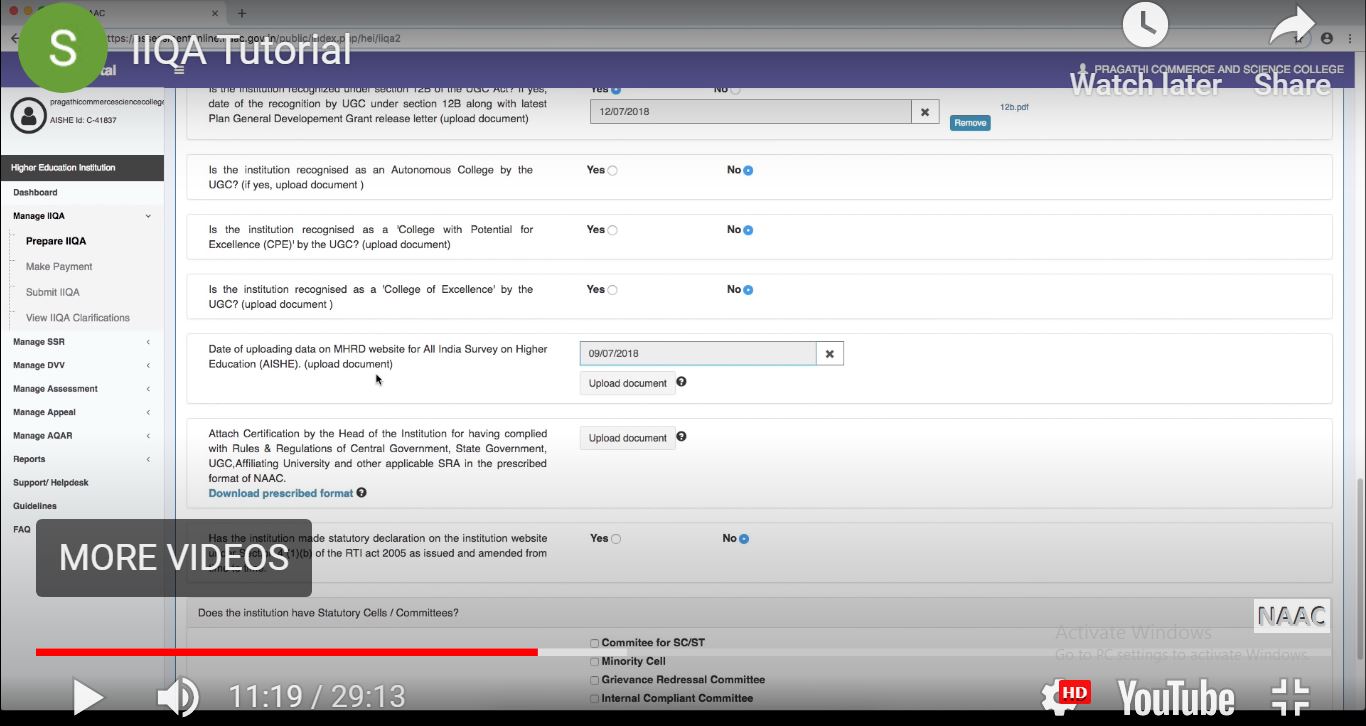 AAC
https://assessmentonline.naac.gov.in/public/index.php/hei/iiqa2
S
IIQA Tutorial
tal
PRAGATHI COMMERCE AND SCIENCE COLLEGE
Watch later
Share
pragathicommercesciencecollege
AISHE Id: C-41837
Higher Education Institution
Dashboard
Manage IIQA
Prepare IIQA
Make Payment
Submit IIQA
View IIQA Clarifications
Manage SSR
Manage DVV
Manage Assessment
Manage Appeal
Manage AQAR
Reports
Support/ Helpdesk
Guidelines
FAQ
Is the institution recognized under section 12B of the UGC Act? If yes,
date of the recognition by UGC under section 12B along with latest
Plan General Developement Grant release letter (upload document)
Yes No
12/07/2018
12b.pdf
Remove
Is the institution recognised as an Autonomous College by the
UGC? (if yes, upload document )
Yes No
Is the institution recognised as a 'College with Potential for
Excellence (CPE)' by the UGC? (upload document)
Yes No
Is the institution recognised as a 'College of Excellence' by the
UGC? (upload document )
Yes No
Date of uploading data on MHRD website for All India Survey on Higher
Education (AISHE). (upload document)
09/07/2018
Upload document
Attach Certification by the Head of the Institution for having complied
with Rules & Regulations of Central Government, State Government,
UGC,Affiliating University and other applicable SRA in the prescribed
format of NAAC.
Download prescribed format
Upload document
Has the institution made statutory declaration on the institution website
under Section 4 (1)(b) of the RTI act 2005 as issued and amended from
time to time.
Yes No
MORE VIDEOS
Does the institution have Statutory Cells / Committees?
Commitee for SC/ST
Minority Cell
Grievance Redressal Committee
Internal Compliant Committee
NAAC
Activate Windows
Go to PC settings to activate Windows.
11:19 / 29:13
HD
YouTube